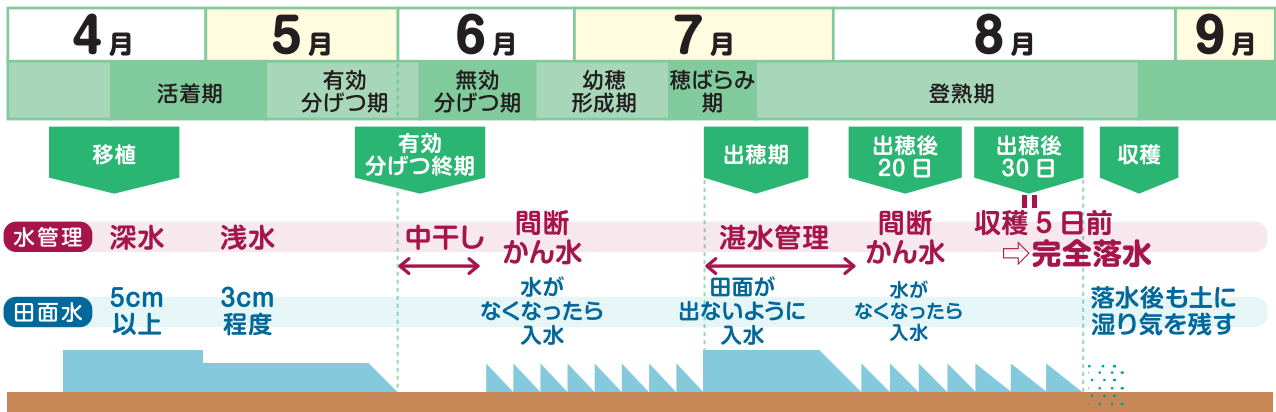 4月 5月 6月 7月 8月 9月
活着期
有効
分げつ期
無効
分げつ期
幼穂
形成期
穂ばらみ
期
登熟期
移植
有効
分げつ終期
出穂期
出穂後
20日
出穂後
30日
収穫
水管理
深水
浅水
中干し
間断
かん水
湛水管理
間断
かん水
収穫5日前
⇨完全落水
田面水
5cm
以上
3cm
程度
水が
なくなったら
入水
田面が
出ないように
入水
水が
なくなったら
入水
落水後も土に
湿り気を残す